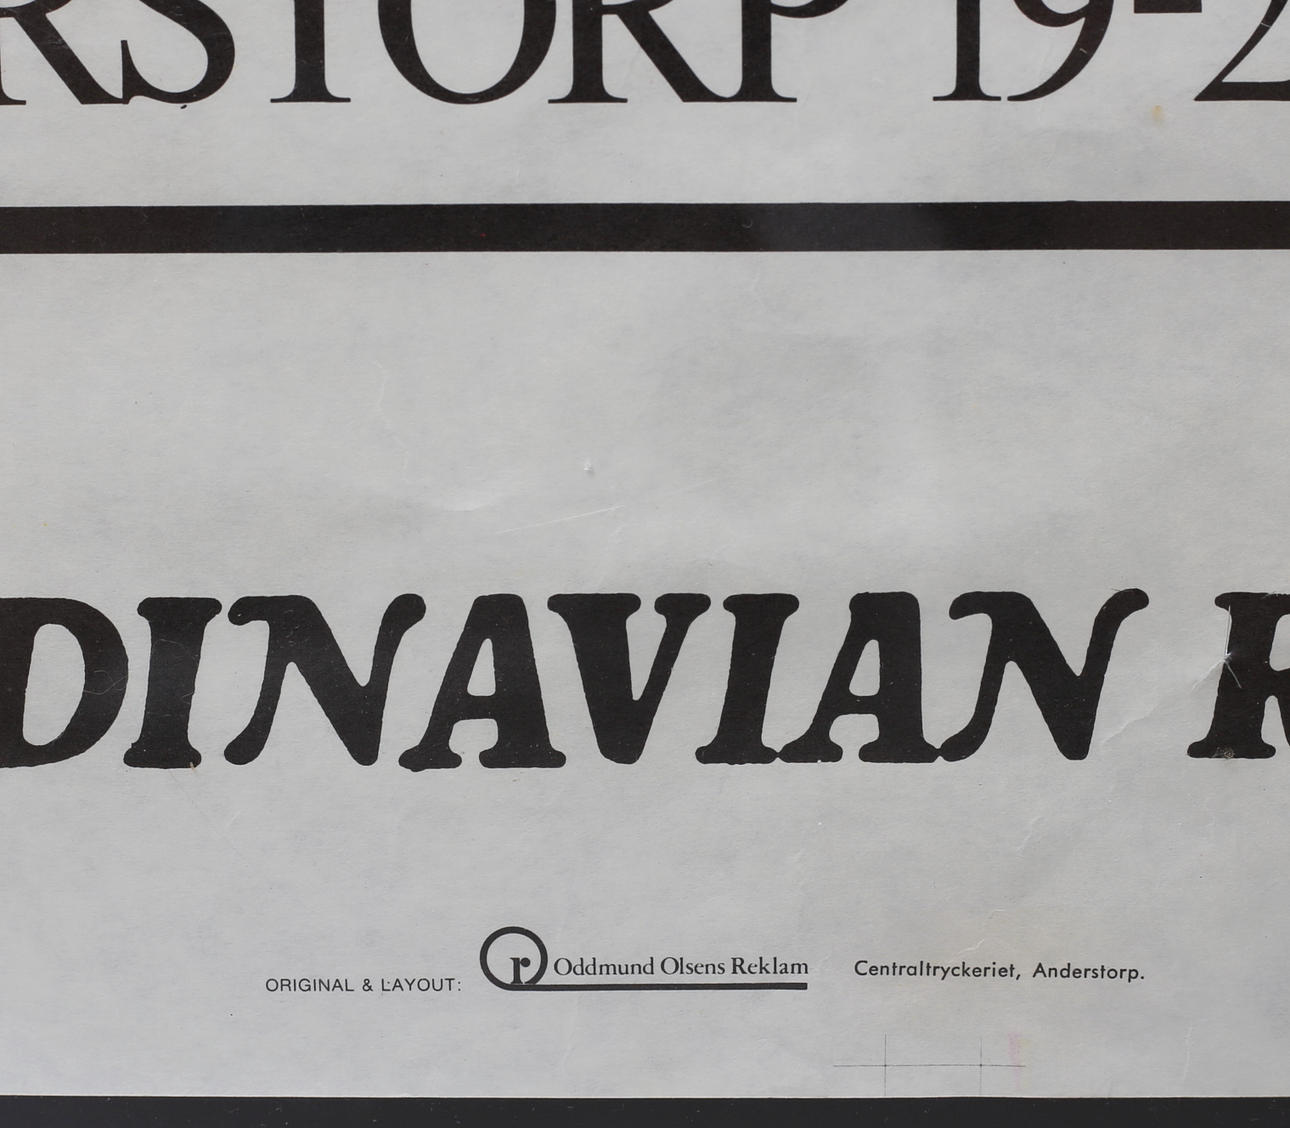 RSTORP 19-2
DINAVIAN R
ORIGINAL & LAYOUT: r Oddmund Olsens Reklam Centraltryckeriet, Anderstorp.